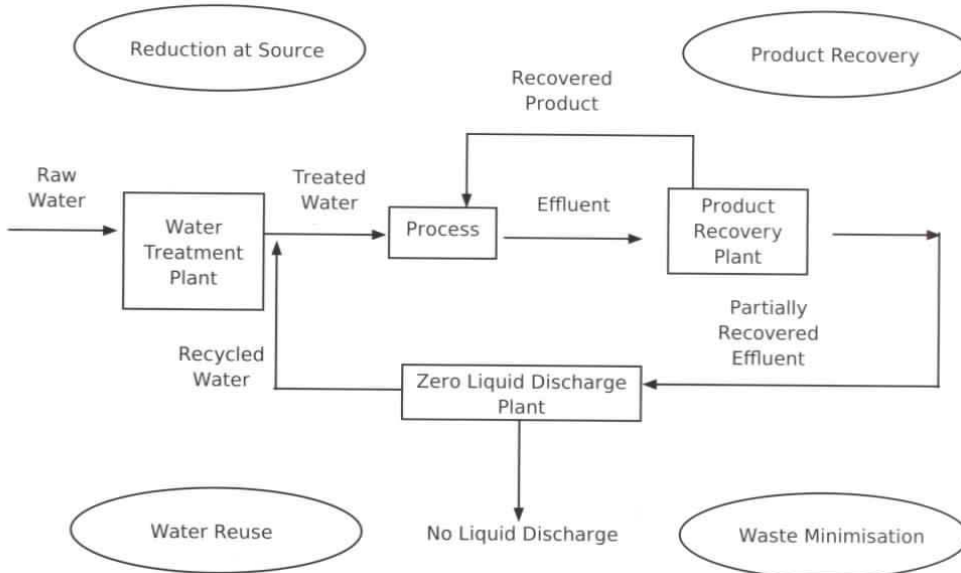 Reduction at Source
Product Recovery
Recovered
Product
Raw
Water
Treated
Water
Effluent
Water
Treatment
Plant
Process
Product
Recovery
Plant
Partially
Recovered
Effluent
Recycled
Water
Zero Liquid Discharge
Plant
Water Reuse
No Liquid Discharge
Waste Minimisation